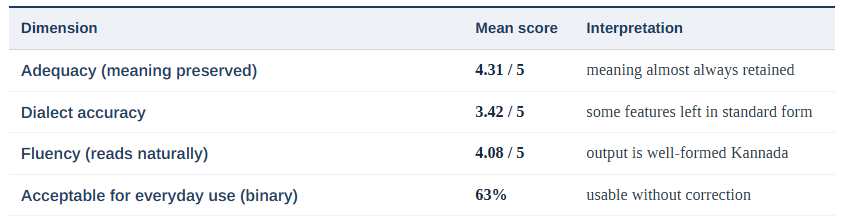 Dimension Mean score Interpretation
Adequacy (meaning preserved) 4.31 / 5 meaning almost always retained
Dialect accuracy 3.42 / 5 some features left in standard form
Fluency (reads naturally) 4.08 / 5 output is well-formed Kannada
Acceptable for everyday use (binary) 63% usable without correction